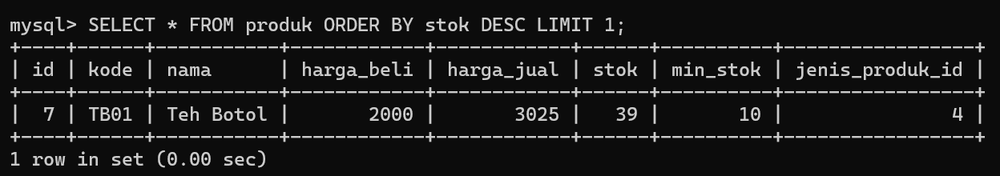 mysql> SELECT * FROM produk ORDER BY stok DESC LIMIT 1;
+----+------+-----------+------------+------------+------+----------+-----------------+
| id | kode | nama      | harga_beli | harga_jual | stok | min_stok | jenis_produk_id |
+----+------+-----------+------------+------------+------+----------+-----------------+
|  7 | TB01 | Teh Botol |       2000 |       3025 |   39 |       10 |               4 |
+----+------+-----------+------------+------------+------+----------+-----------------+
1 row in set (0.00 sec)